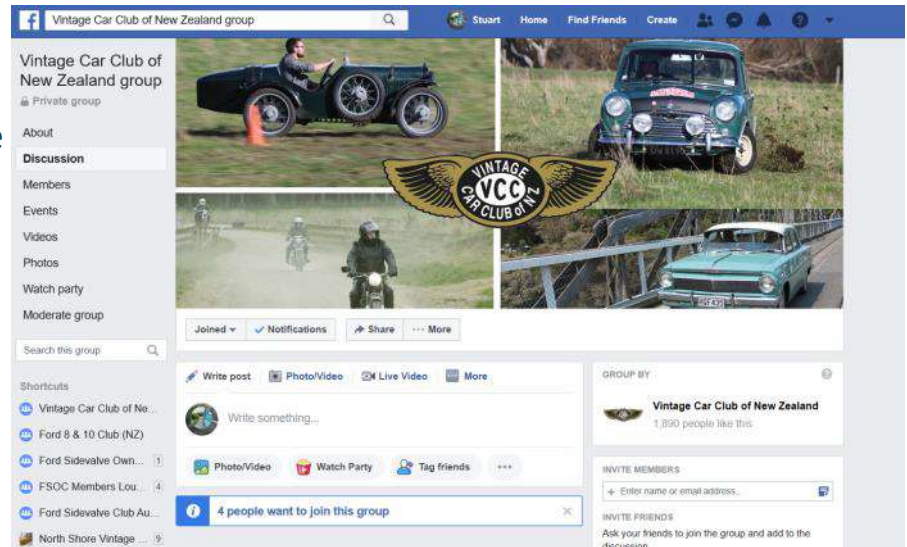 Vintage Car Club of New Zealand group
Stuart
Home
Find Friends
Create
Vintage Car Club of
New Zealand group
Private group
About
Discussion
Members
Events
Videos
Photos
Watch party
Moderate group
Search this group
Shortcuts
Vintage Car Club of Ne...
Ford 8 & 10 Club (NZ)
Ford Sidevalve Own... 1
FSOC Members Lou... 4
Ford Sidevalve Club Au...
North Shore Vintage ... 9
e
VINTAGE
VCC
CAR CLUB of NZ
Joined
Notifications
Share
··· More
Write post
Photo/Video
Live Video
More
Write something...
Photo/Video
Watch Party
Tag friends
4 people want to join this group
GROUP BY
Vintage Car Club of New Zealand
1,890 people like this
INVITE MEMBERS
+ Enter name or email address...
INVITE FRIENDS
Ask your friends to join the group and add to the
discussion